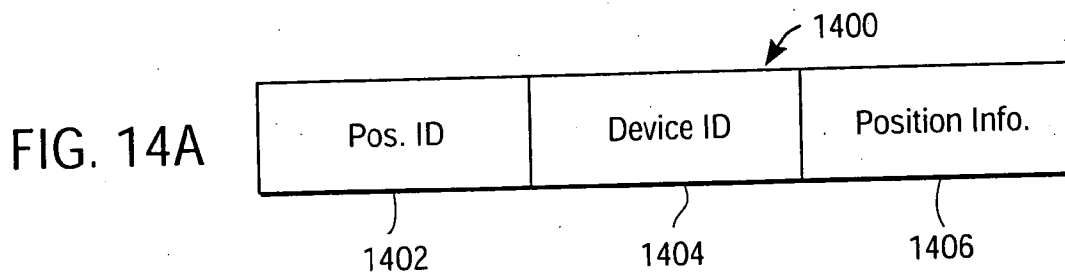 1400
FIG. 14A
Pos. ID
Device ID
Position Info.
1402
1404
1406